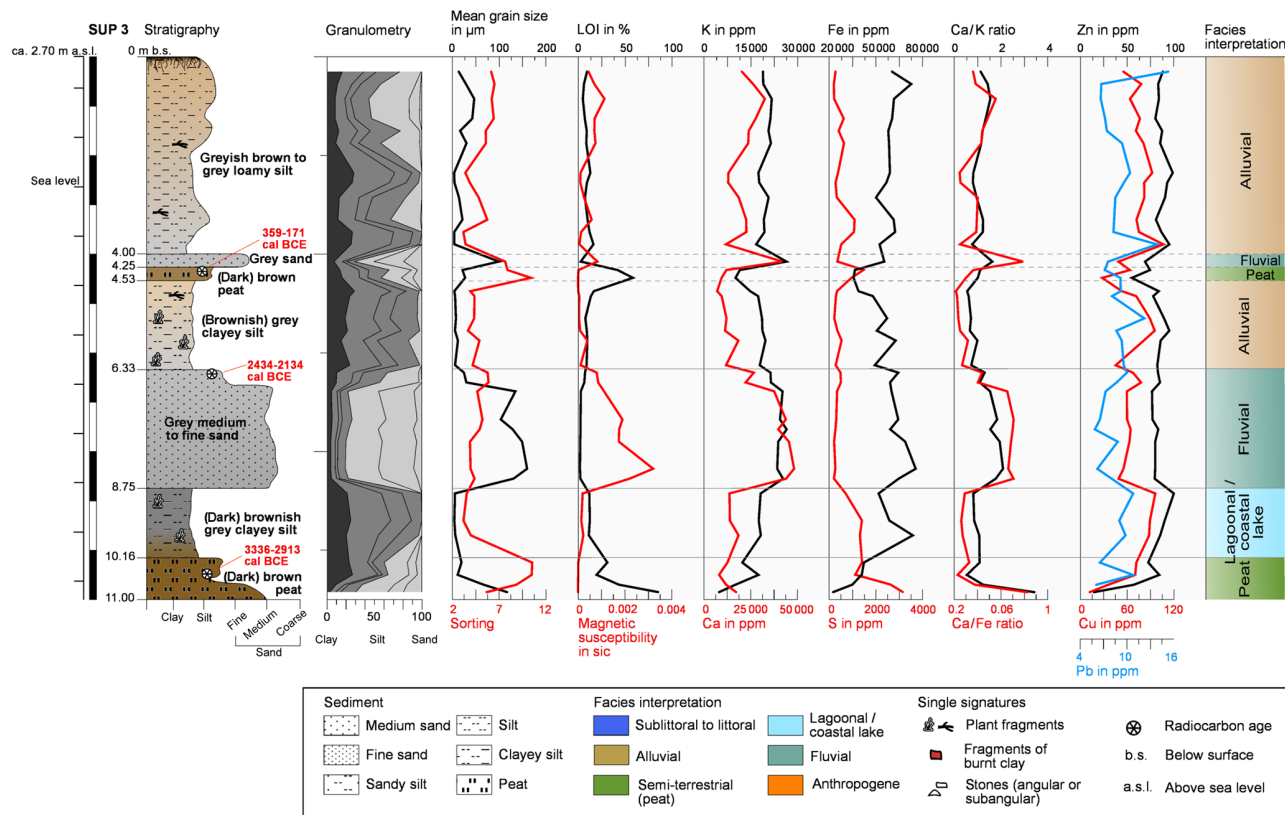 SUP 3
Stratigraphy
Granulometry
Mean grain size
in µm
LOI in %
K in ppm
Fe in ppm
Ca/K ratio
Zn in ppm
Facies
interpretation
ca. 2.70 m a.s.l.
0 m b.s.
0 100 200
0 50 100
0 15000 30000
20000 50000 80000
0 2 4
0 50 100
Greyish brown to
grey loamy silt
Sea level
Alluvial
359-171
cal BCE
4.00
Grey sand
Fluvial
4.25
(Dark) brown
peat
Peat
4.53
(Brownish) grey
clayey silt
Alluvial
6.33
2434-2134
cal BCE
Grey medium
to fine sand
Fluvial
8.75
(Dark) brownish
grey clayey silt
Lagoonal /
coastal lake
10.16
3336-2913
cal BCE
(Dark) brown
peat
Peat
11.00
Clay
Silt
Fine
Medium
Coarse
Sand
0 50 100
Clay Silt Sand
2 7 12
Sorting
0 0.002 0.004
Magnetic
susceptibility
in sic
0 25000 50000
Ca in ppm
0 2000 4000
S in ppm
0.2 0.06 1
Ca/Fe ratio
0 60 120
Cu in ppm
4 10 16
Pb in ppm
Sediment
Medium sand
Silt
Fine sand
Clayey silt
Sandy silt
Peat
Facies interpretation
Sublittoral to littoral
Lagoonal /
coastal lake
Alluvial
Fluvial
Semi-terrestrial
(peat)
Anthropogene
Single signatures
Plant fragments
Radiocarbon age
Fragments of
burnt clay
b.s.
Below surface
Stones (angular or
subangular)
a.s.l.
Above sea level